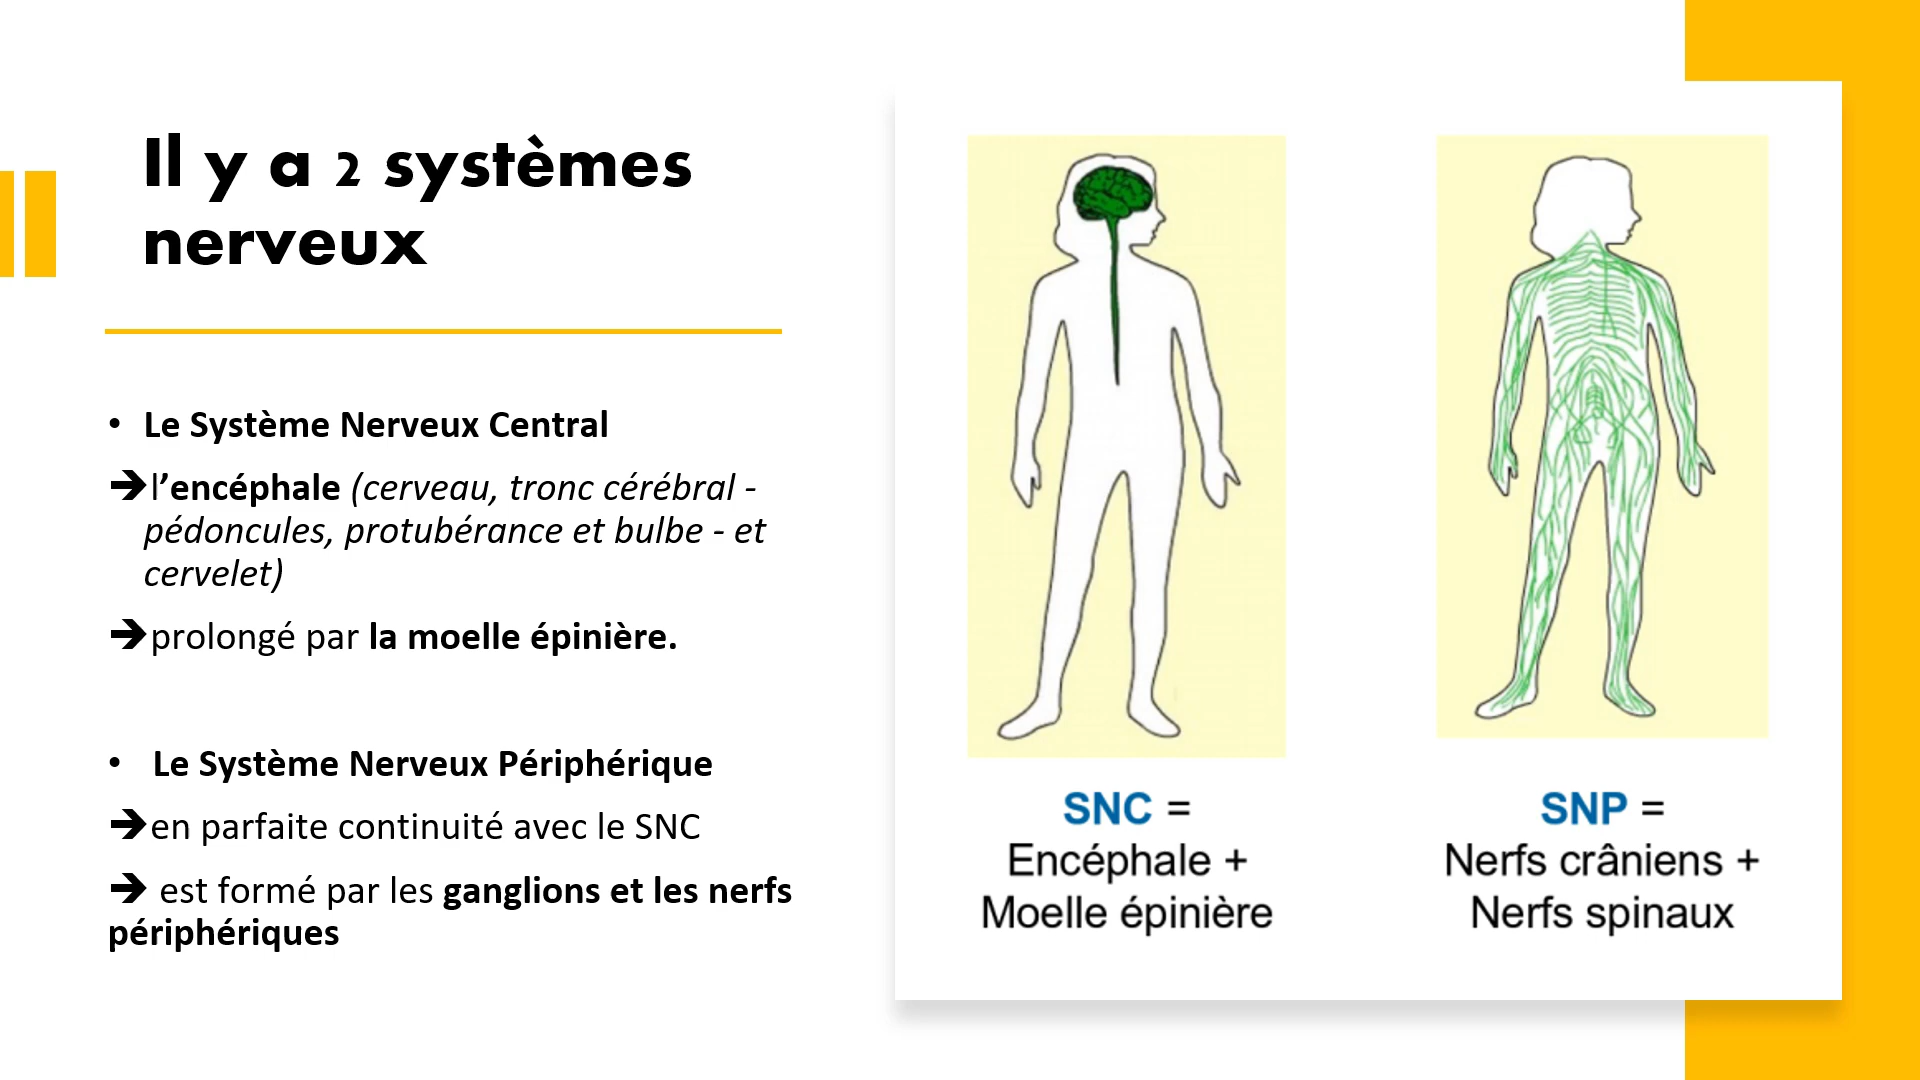 Il y a 2 systèmes
nerveux
• Le Système Nerveux Central
➔l’encéphale (cerveau, tronc cérébral -
pédoncules, protubérance et bulbe - et
cervelet)
➔prolongé par la moelle épinière.
• Le Système Nerveux Périphérique
➔en parfaite continuité avec le SNC
➔ est formé par les ganglions et les nerfs
périphériques
SNC =
Encéphale +
Moelle épinière
SNP =
Nerfs crâniens +
Nerfs spinaux